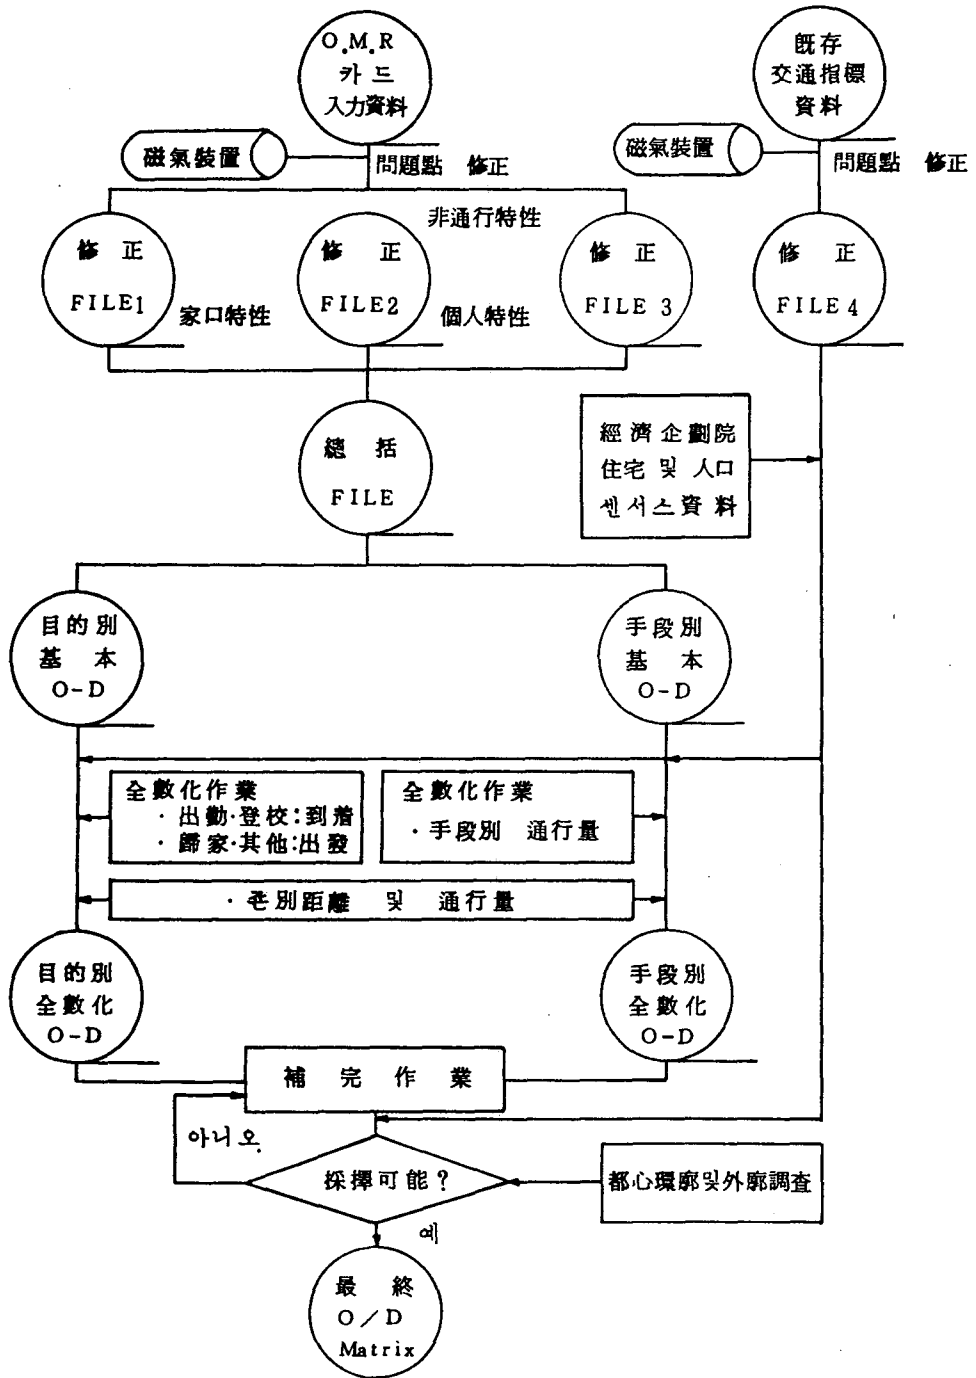 O.M.R
카드
入力資料
旣存
交通指標
資料
磁氣裝置
問題點 修正
磁氣裝置
問題點 修正
非通行特性
修 正
FILE1
家口特性
修 正
FILE2
個人特性
修 正
FILE 3
修 正
FILE 4
總 括
FILE
經濟企劃院
住宅 및 人口
센서스資料
目的別
基 本
O-D
手段別
基 本
O-D
全數化作業
· 出勤·登校:到着
· 歸家·其他:出發
全數化作業
· 手段別 通行量
· 죤別距離 및 通行量
目的別
全數化
O-D
手段別
全數化
O-D
補 完 作 業
아니오
採擇可能?
都心環廓및外廓調査
예
最 終
O/D
Matrix